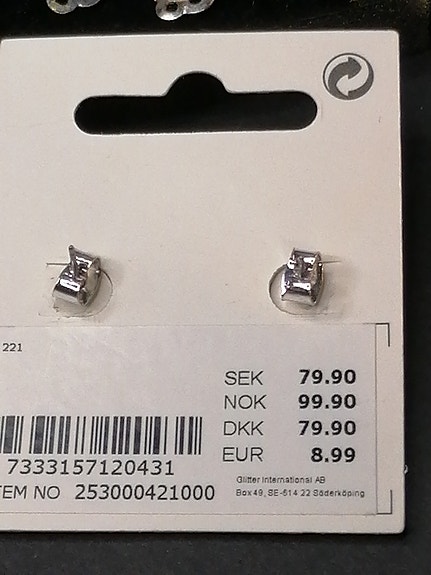 221
SEK 79.90
NOK 99.90
DKK 79.90
EUR 8.99
7333157120431
TEM NO 253000421000
Glitter International AB
Box 49, SE-614 22 Söderköping